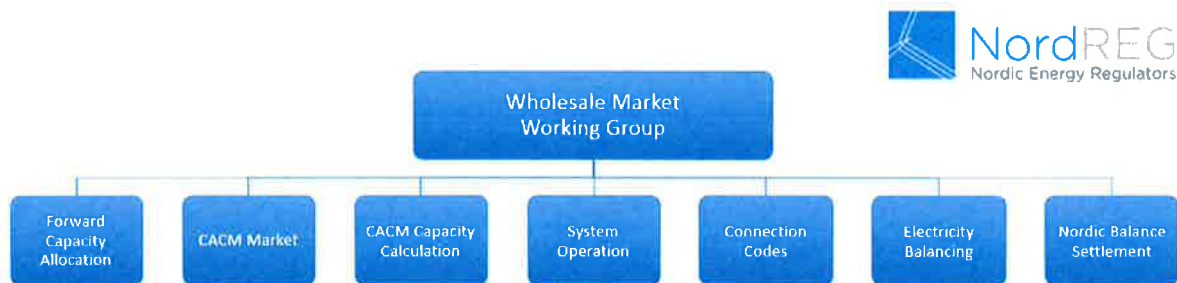 NordREG
Nordic Energy Regulators
Wholesale Market
Working Group
Forward
Capacity
Allocation
CACM Market
CACM Capacity
Calculation
System
Operation
Connection
Codes
Electricity
Balancing
Nordic Balance
Settlement